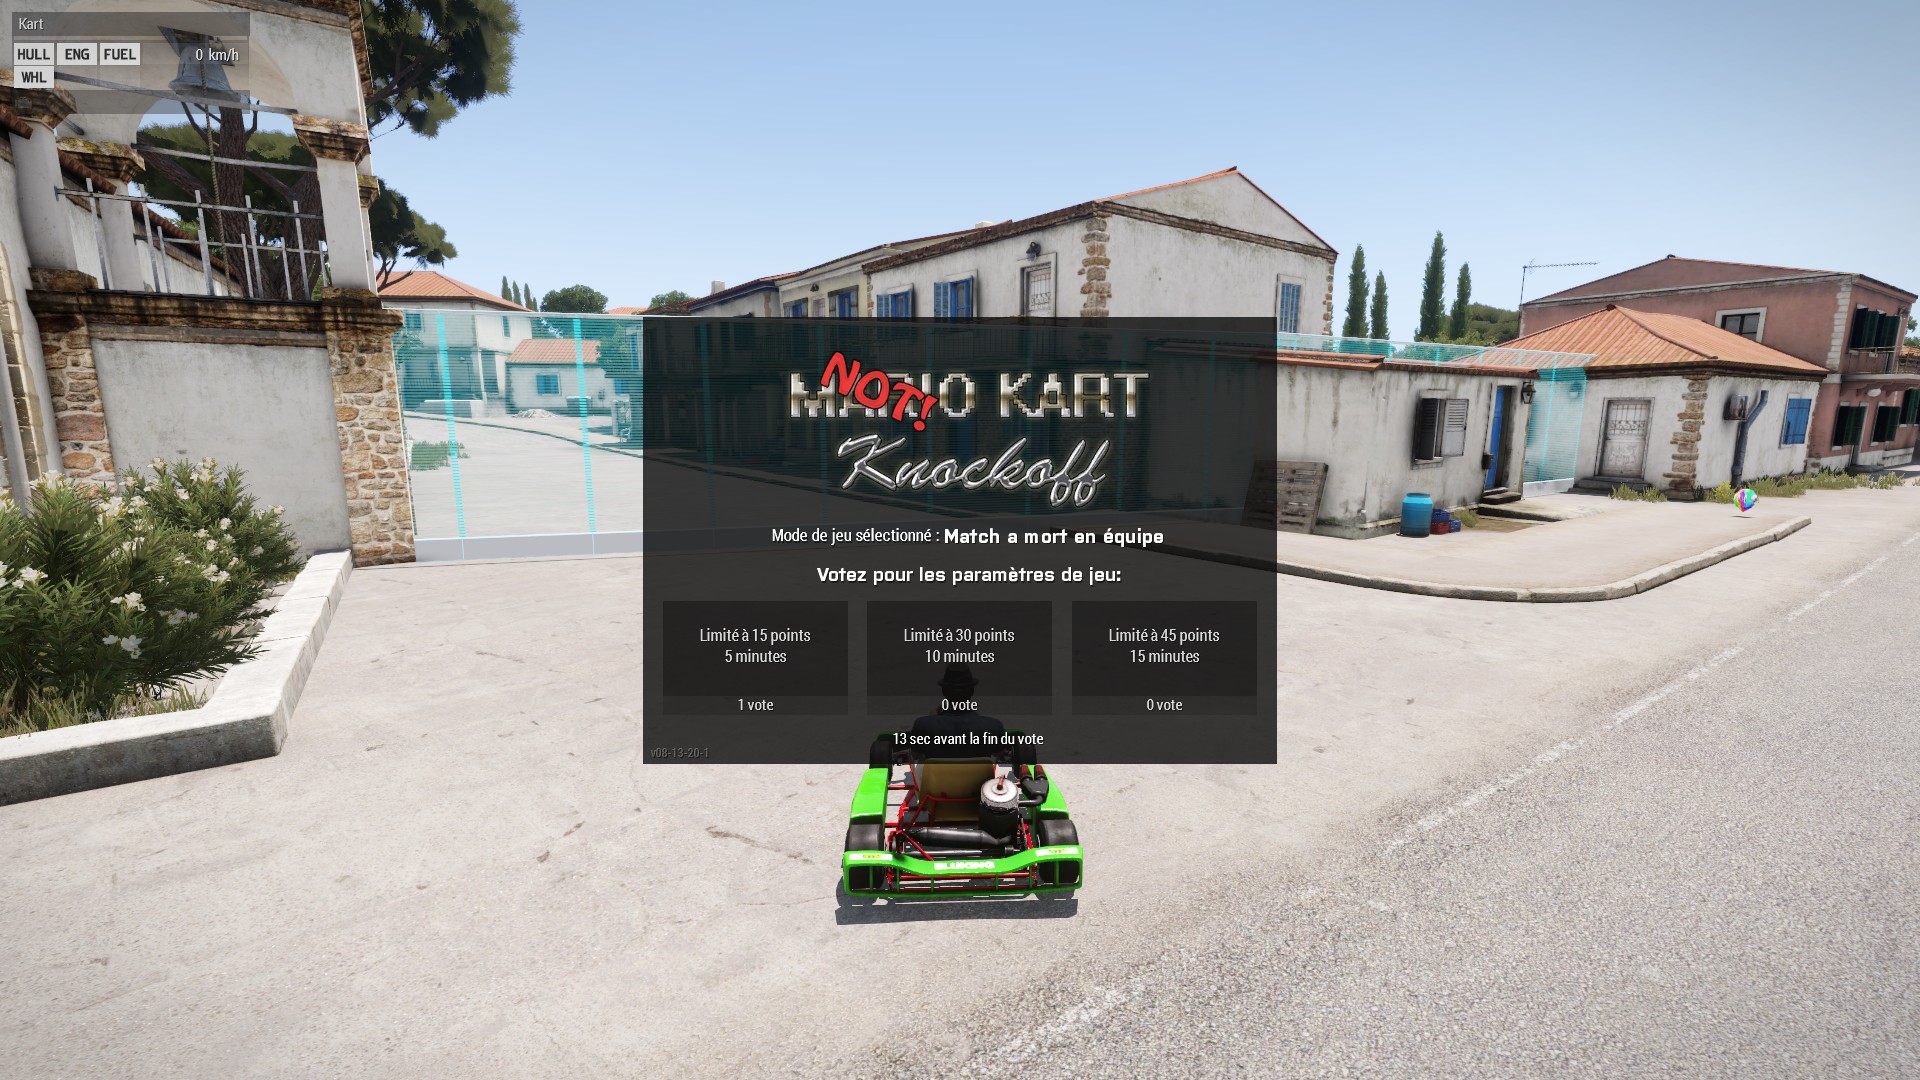 Kart
HULL ENG FUEL 0 km/h
WHL
MARIO KART
NOT!
Knockoff
Mode de jeu sélectionné : Match a mort en équipe
Votez pour les paramètres de jeu:
Limité à 15 points
5 minutes
1 vote
Limité à 30 points
10 minutes
0 vote
Limité à 45 points
15 minutes
0 vote
13 sec avant la fin du vote
v08-13-20-1